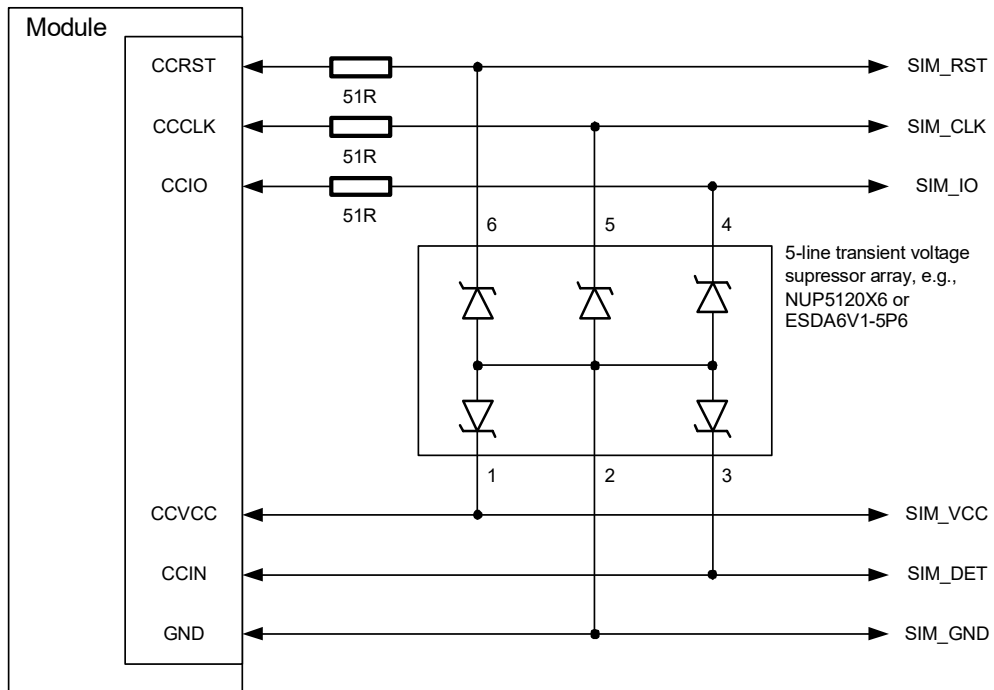 Module
CCRST
SIM_RST
51R
CCCLK
SIM_CLK
51R
CCIO
SIM_IO
51R
6
5
4
5-line transient voltage
supressor array, e.g.,
NUP5120X6 or
ESDA6V1-5P6
1
2
3
CCVCC
SIM_VCC
CCIN
SIM_DET
GND
SIM_GND